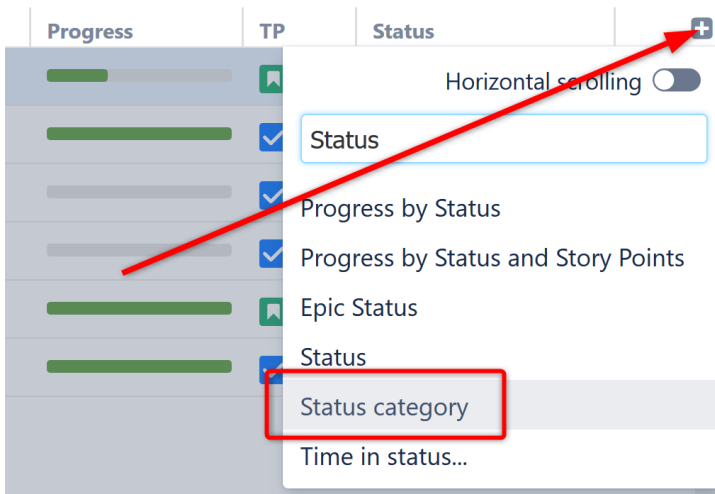 Progress TP Status
Horizontal scrolling
Status
Progress by Status
Progress by Status and Story Points
Epic Status
Status
Status category
Time in status...